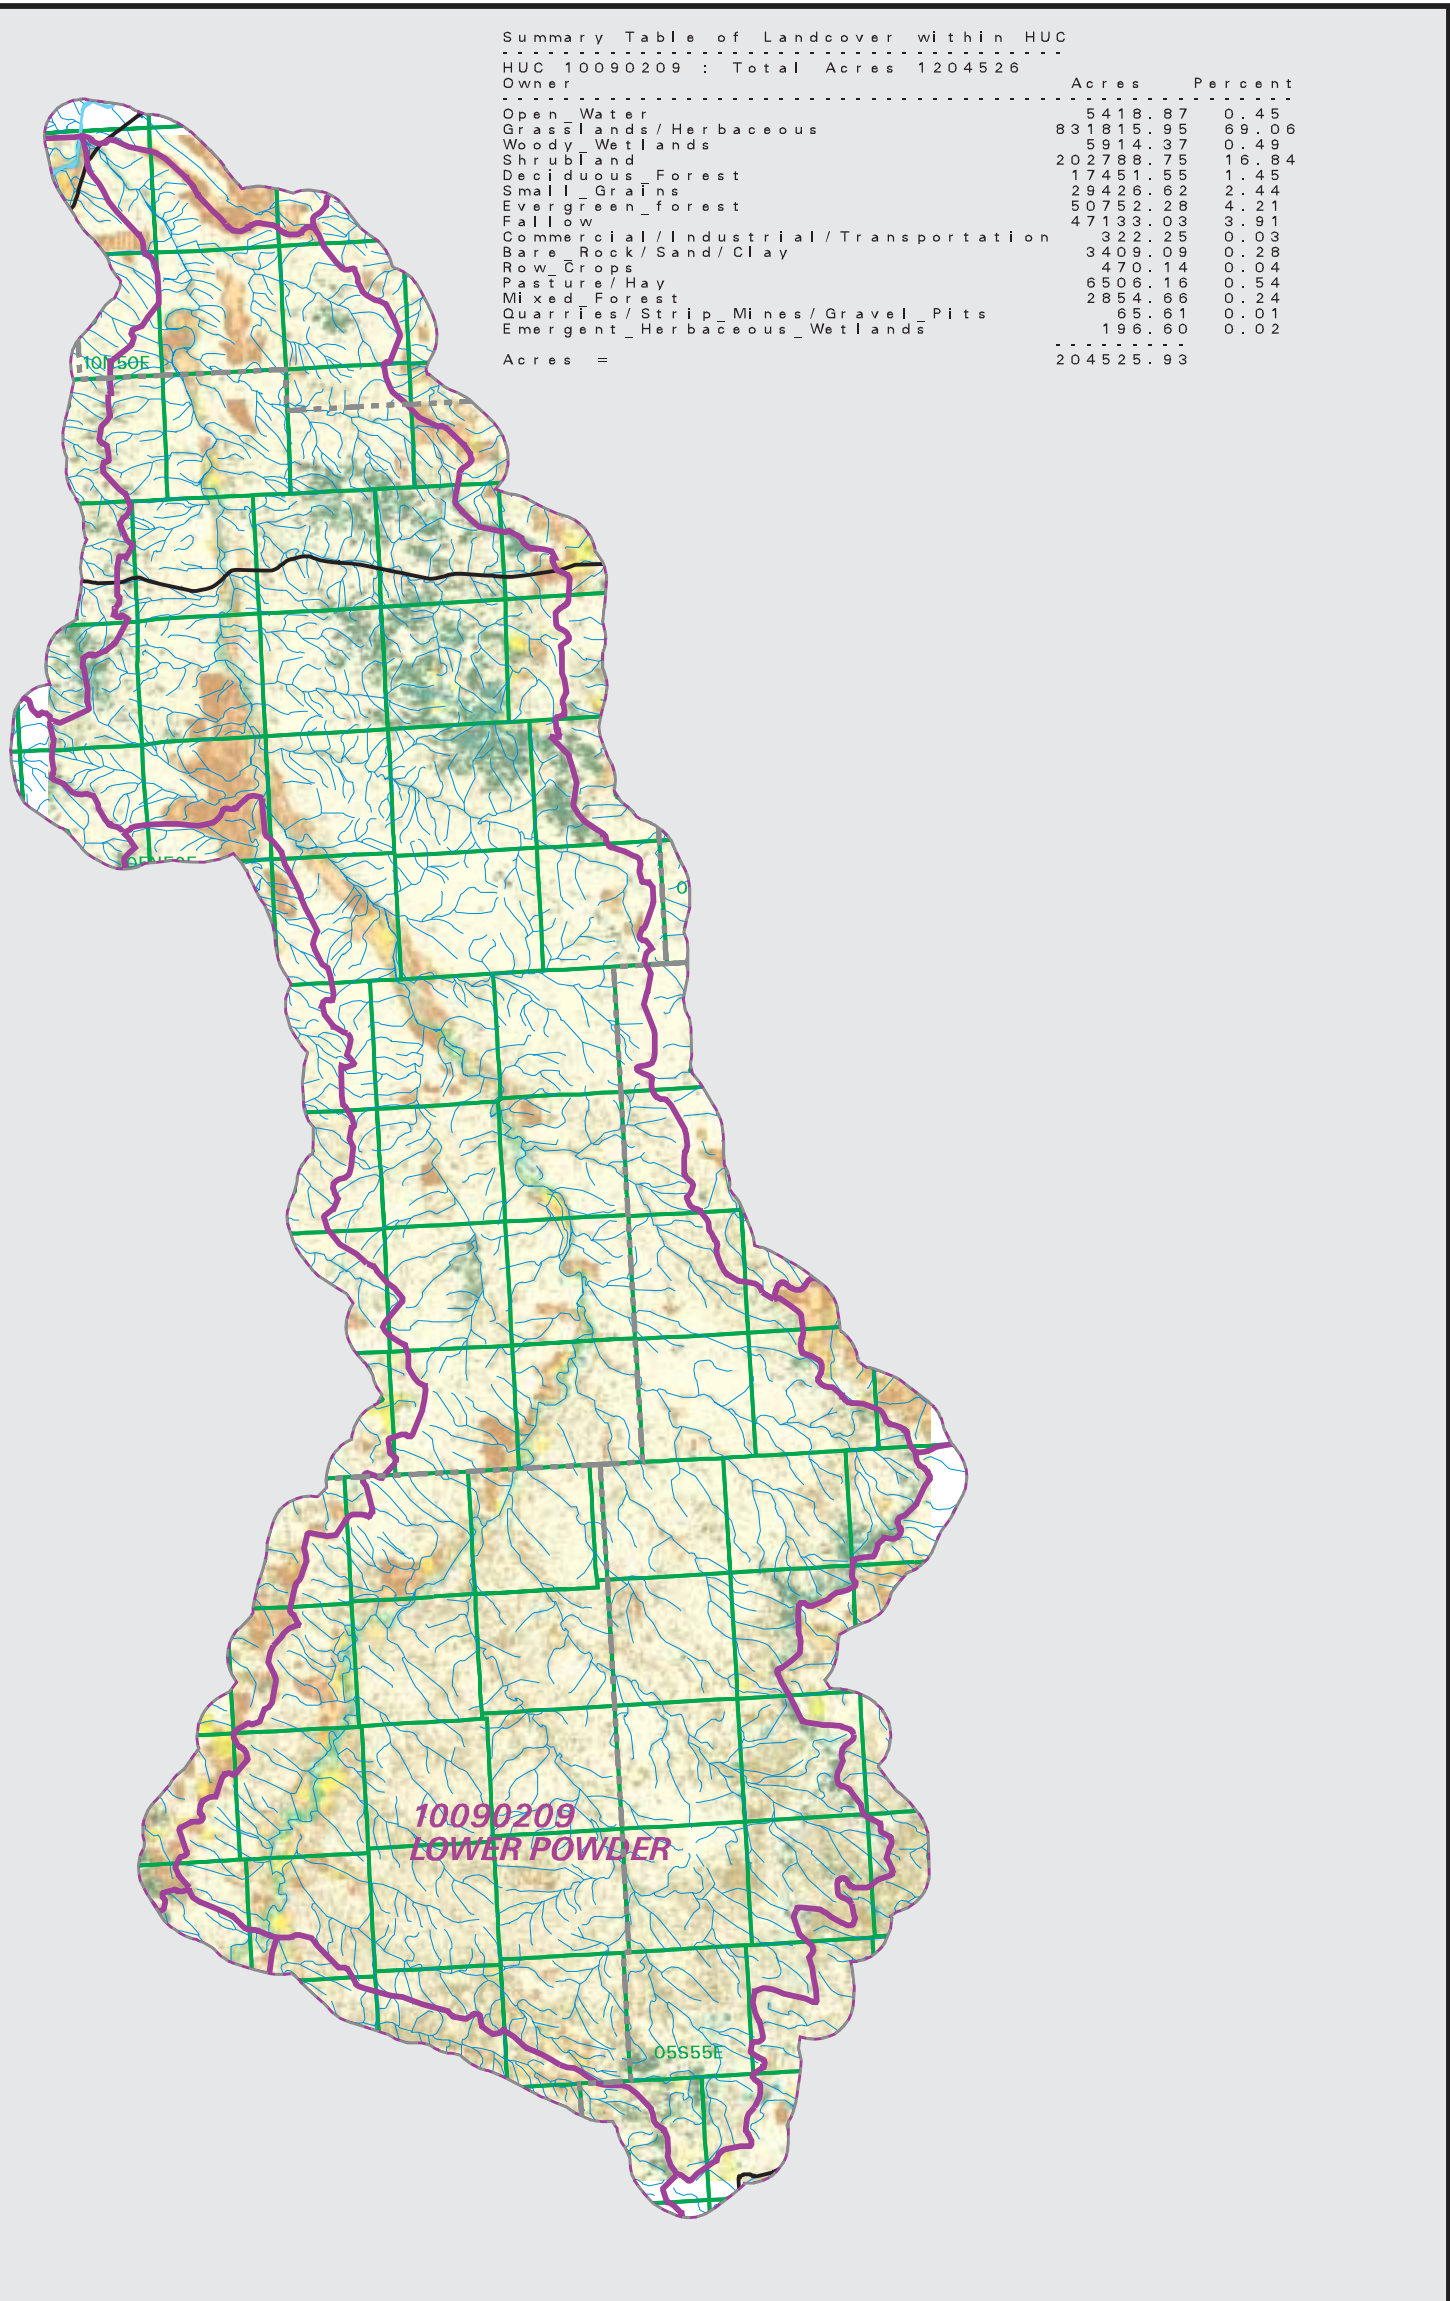 Summary Table of Landcover within HUC
- - - - - - - - - - - - - - - - - - - - - - - - - - - - - - - - - - - - -
HUC 10090209 : Total Acres 1204526
Owner Acres Percent
- - - - - - - - - - - - - - - - - - - - - - - - - - - - - - - - - - - - -
Open_Water 5418.87 0.45
Grasslands/Herbaceous 831815.95 69.06
Woody_Wetlands 5914.37 0.49
Shrubland 202788.75 16.84
Deciduous_Forest 17451.55 1.45
Small_Grains 29426.62 2.44
Evergreen_forest 50752.28 4.21
Fallow 47133.03 3.91
Commercial/Industrial/Transportation 322.25 0.03
Bare_Rock/Sand/Clay 3409.09 0.28
Row_Crops 470.14 0.04
Pasture/Hay 6506.16 0.54
Mixed_Forest 2854.66 0.24
Quarries/Strip_Mines/Gravel_Pits 65.61 0.01
Emergent_Herbaceous_Wetlands 196.60 0.02
- - - - - - - - -
Acres = 204525.93
10N50E
0
10090209
LOWER POWDER
05S55E